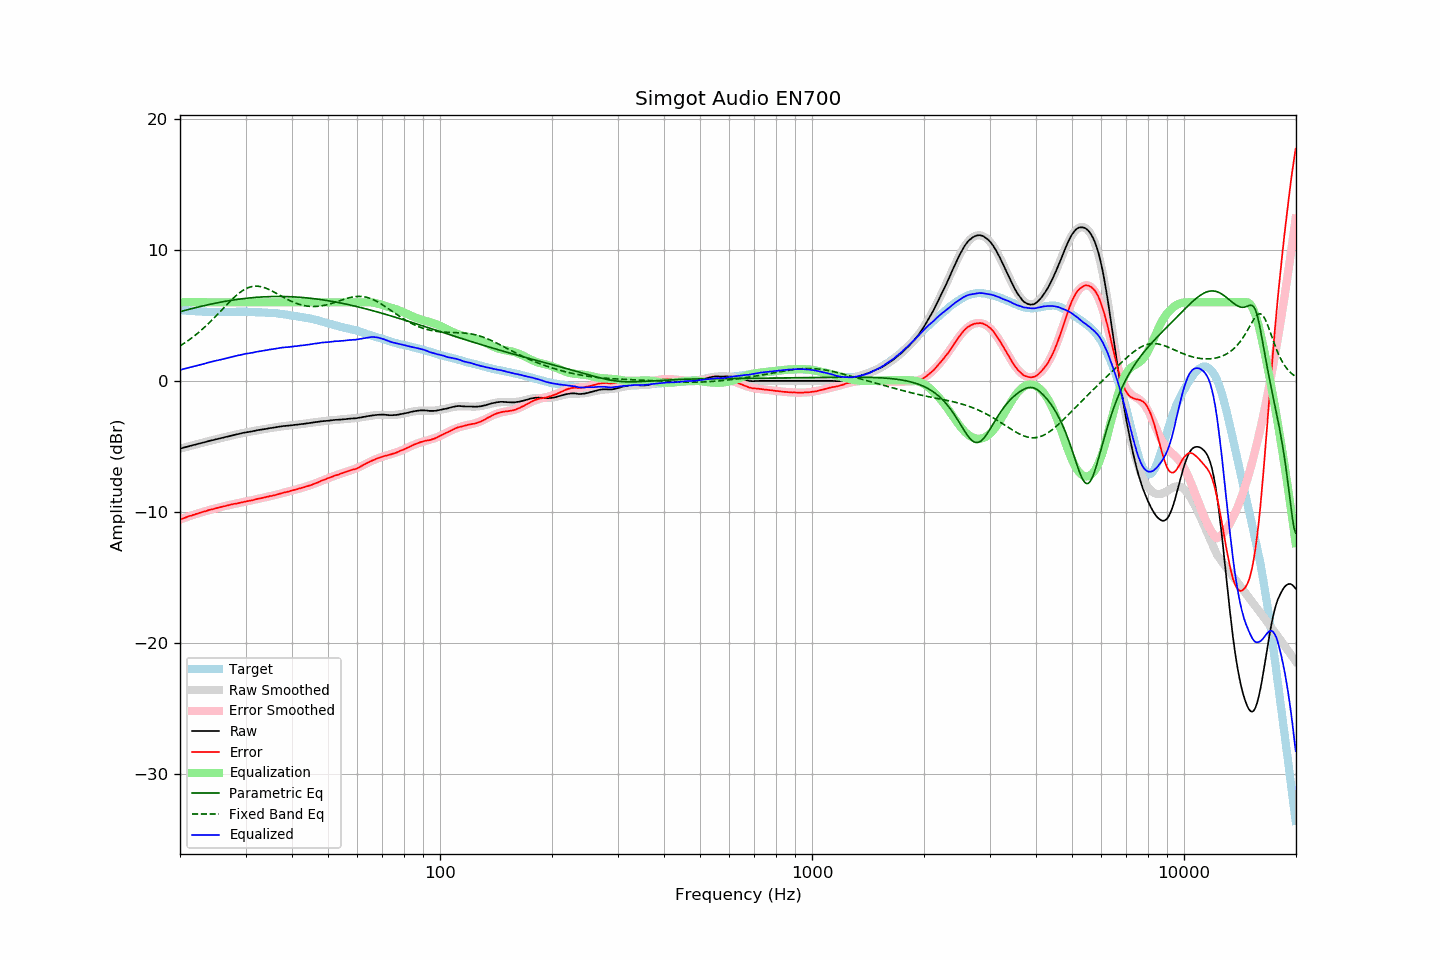 Simgot Audio EN700
20
10
0
−10
−20
−30
Amplitude (dBr)
Target
Raw Smoothed
Error Smoothed
Raw
Error
Equalization
Parametric Eq
Fixed Band Eq
Equalized
100
1000
10000
Frequency (Hz)